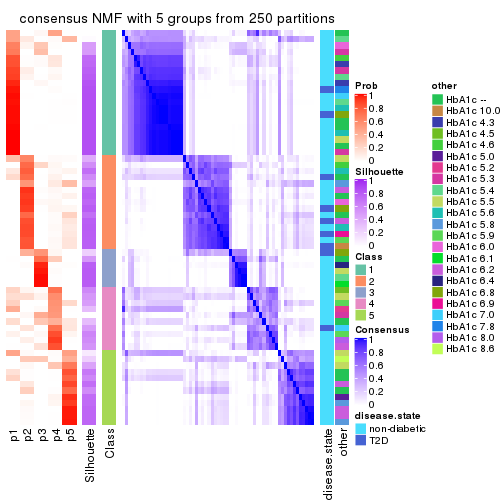 consensus NMF with 5 groups from 250 partitions
p1
p2
p3
p4
p5
Silhouette
Class
disease.state
other
Prob
1
0.8
0.6
0.4
0.2
0
Silhouette
1
0.8
0.6
0.4
0.2
0
Class
1
2
3
4
5
Consensus
1
0.8
0.6
0.4
0.2
0
disease.state
non-diabetic
T2D
other
HbA1c --
HbA1c 10.0
HbA1c 4.3
HbA1c 4.5
HbA1c 4.6
HbA1c 5.0
HbA1c 5.2
HbA1c 5.3
HbA1c 5.4
HbA1c 5.5
HbA1c 5.6
HbA1c 5.8
HbA1c 5.9
HbA1c 6.0
HbA1c 6.1
HbA1c 6.2
HbA1c 6.4
HbA1c 6.8
HbA1c 6.9
HbA1c 7.0
HbA1c 7.8
HbA1c 8.0
HbA1c 8.6